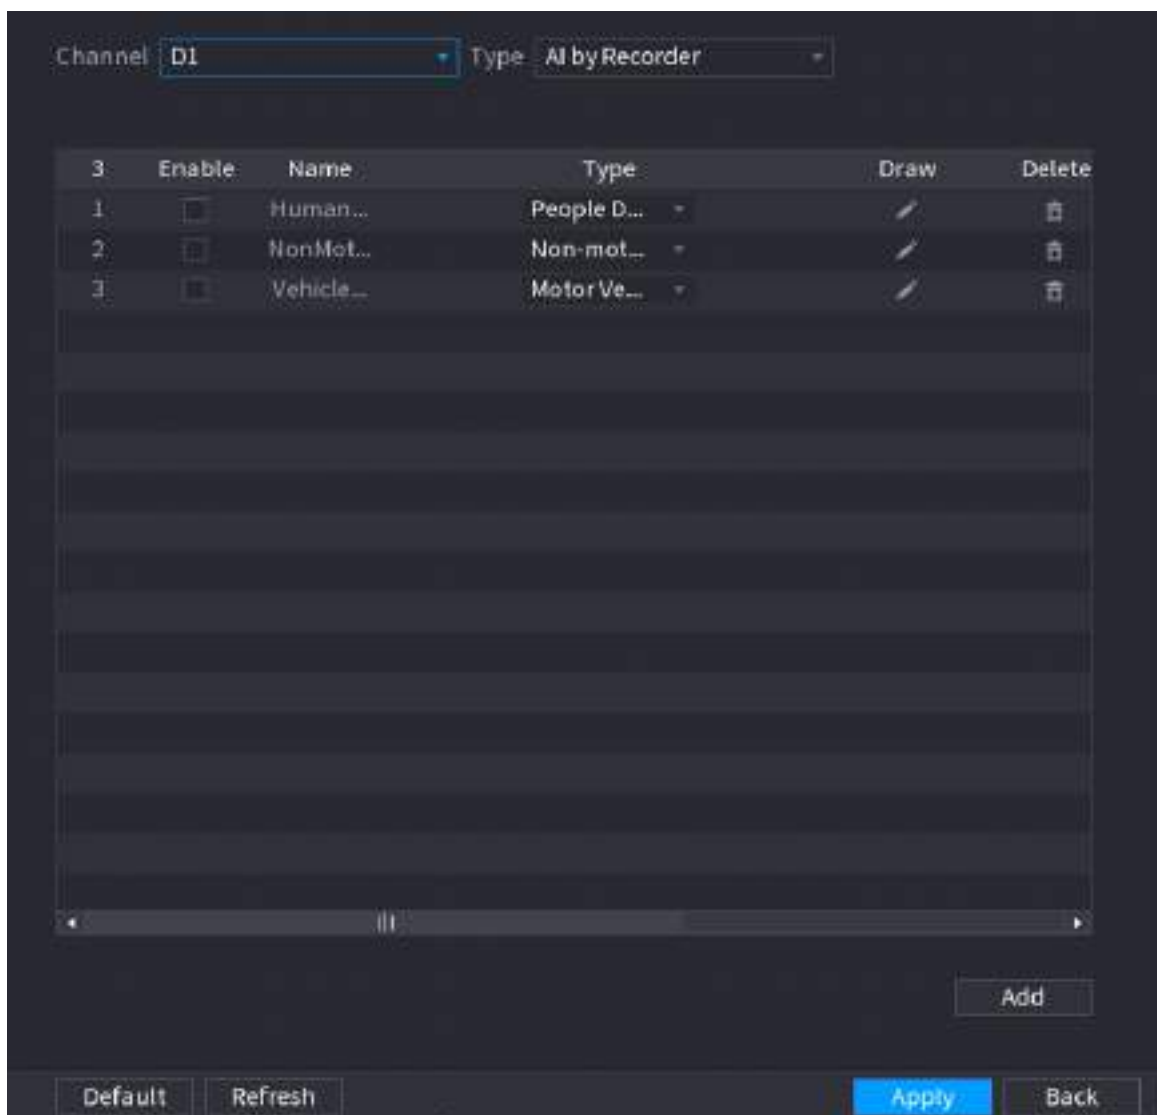 Channel D1 Type AI by Recorder
3 Enable Name Type Draw Delete
1 Human... People D...
2 NonMot... Non-mot...
3 Vehicle... Motor Ve...
Add
Default Refresh Apply Back